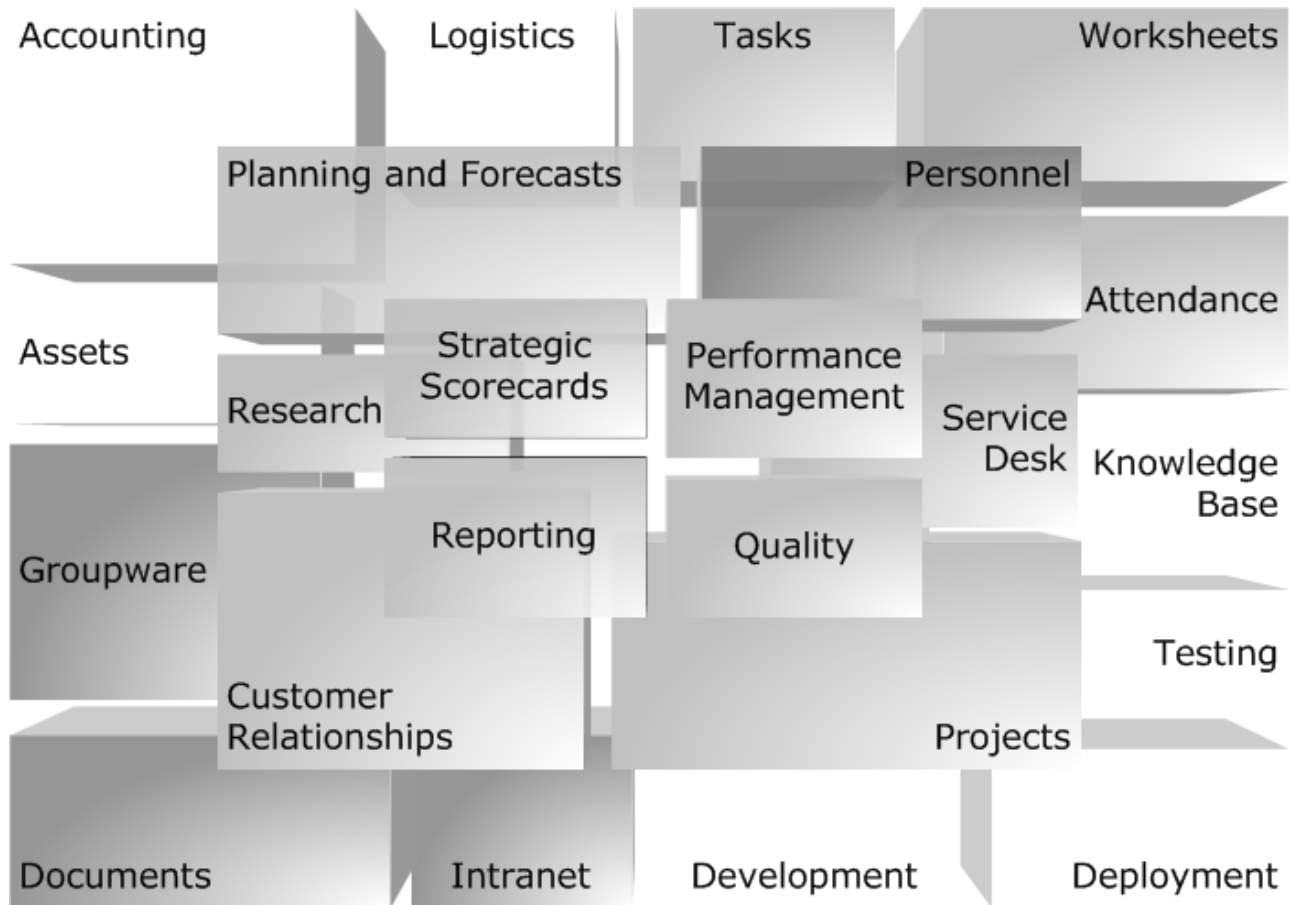 Accounting
Logistics
Tasks
Worksheets
Planning and Forecasts
Personnel
Attendance
Assets
Strategic
Scorecards
Performance
Management
Research
Service
Desk
Knowledge
Base
Groupware
Reporting
Quality
Testing
Customer
Relationships
Projects
Documents
Intranet
Development
Deployment